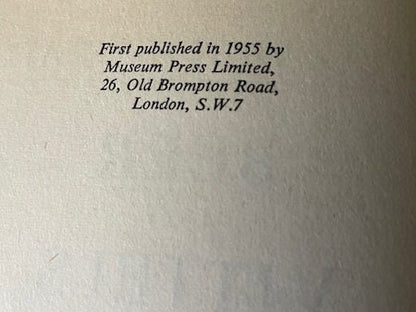 First published in 1955 by
Museum Press Limited,
26, Old Brompton Road,
London, S.W.7